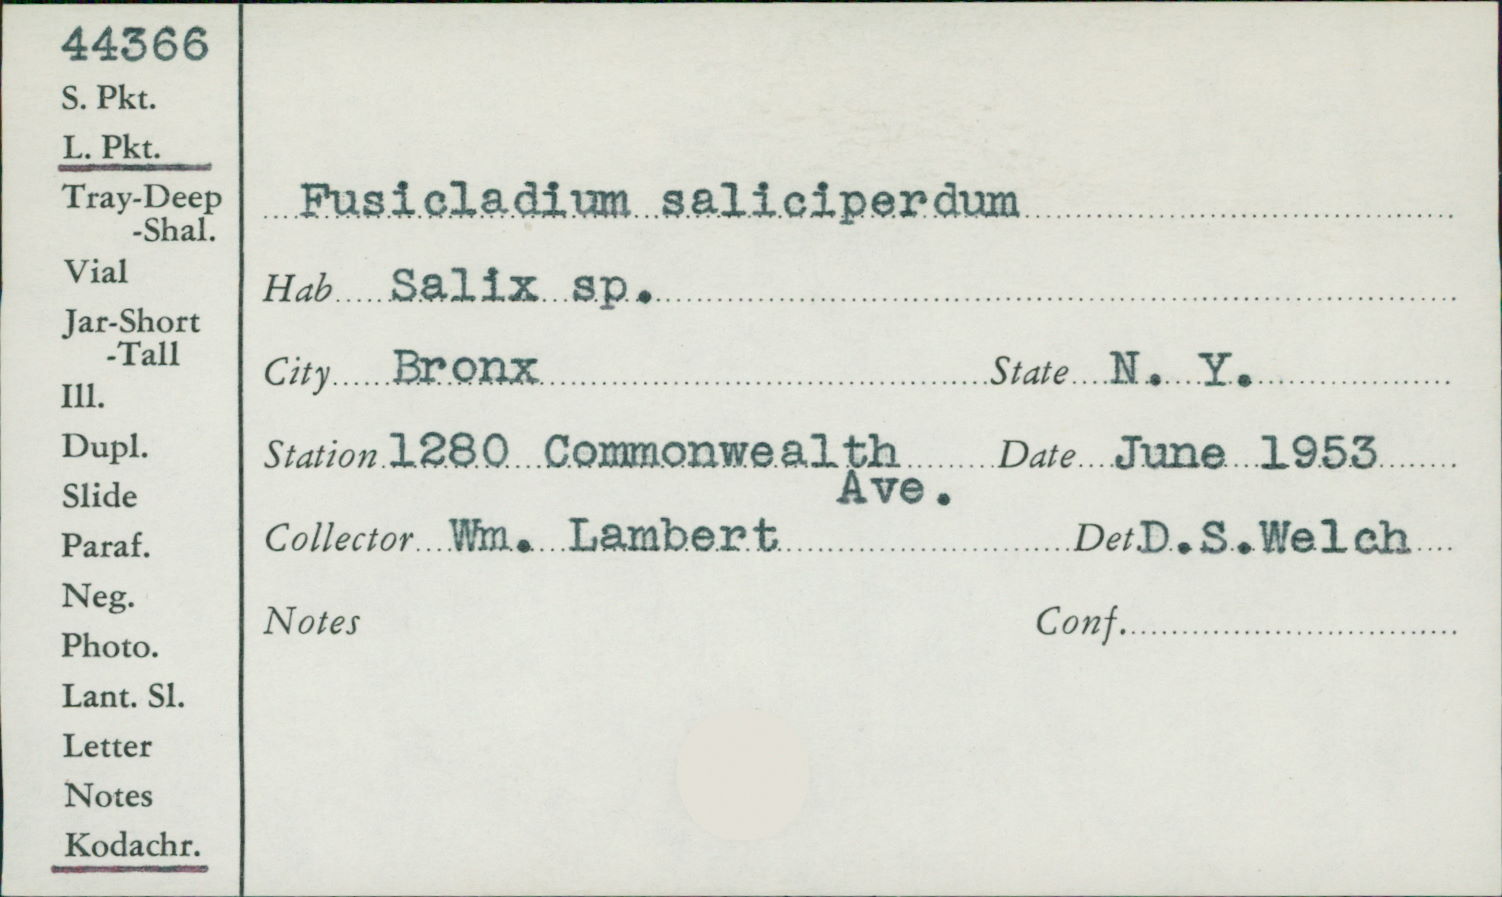 44366
S. Pkt.
L. Pkt.
Tray-Deep
-Shal.
Vial
Jar-Short
-Tall
Ill.
Dupl.
Slide
Paraf.
Neg.
Photo.
Lant. Sl.
Letter
Notes
Kodachr.
Fusicladium saliciperdum
Hab Salix sp.
City Bronx State N. Y.
Station 1280 Commonwealth Date June 1953
Ave.
Collector Wm. Lambert Det D.S.Welch
Notes Conf.